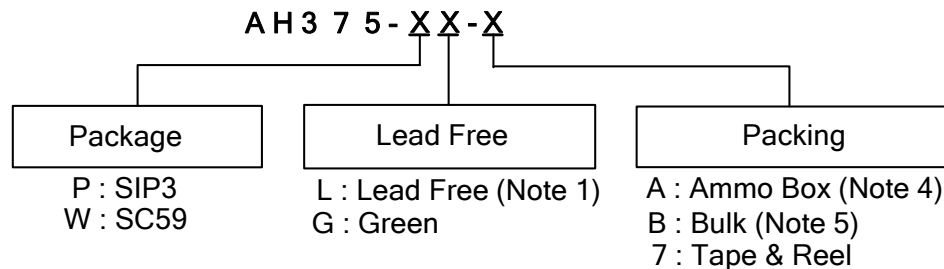 AH375-XX-X
Package
Lead Free
Packing
P : SIP3
W : SC59
L : Lead Free (Note 1)
G : Green
A : Ammo Box (Note 4)
B : Bulk (Note 5)
7 : Tape & Reel